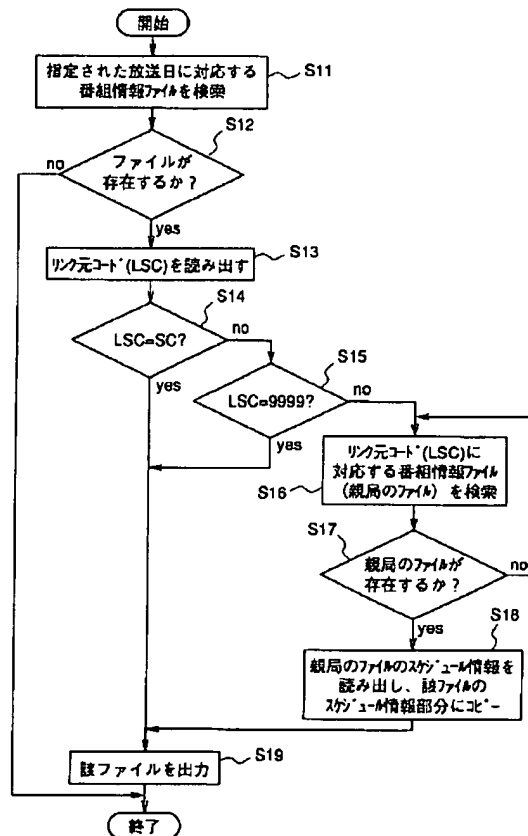 開始
指定された放送日に対応する
番組情報ファイルを検索
S11
S12
ファイルが
存在するか？
no
yes
リンク元コード(LSC)を読み出す
S13
S14
LSC=SC?
no
yes
S15
LSC=9999?
no
yes
リンク元コード(LSC)に
対応する番組情報ファイル
(親局のファイル) を検索
S16
S17
親局のファイルが
存在するか？
no
yes
S18
親局のファイルのスケジュール情報を
読み出し、該ファイルの
スケジュール情報部分にコピー
該ファイルを出力
S19
終了